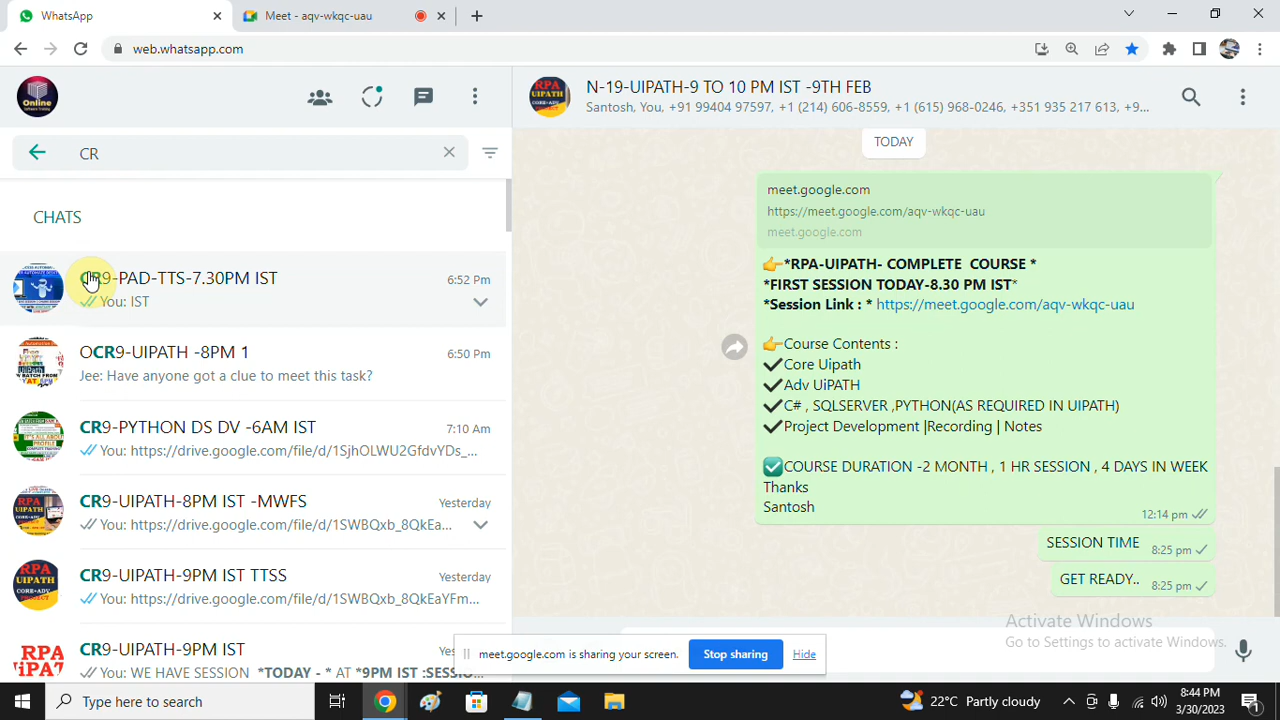 WhatsApp
Meet - aqv-wkqc-uau
web.whatsapp.com
Online
CR
CHATS
CR9-PAD-TTS-7.30PM IST
6:52 Pm
You: IST
OCR9-UIPATH -8PM 1
6:50 Pm
Jee: Have anyone got a clue to meet this task?
CR9-PYTHON DS DV -6AM IST
7:10 Am
You: https://drive.google.com/file/d/1SjhOLWU2GfdvYDs_...
CR9-UIPATH-8PM IST -MWFS
Yesterday
You: https://drive.google.com/file/d/1SWBQxb_8QkEa...
CR9-UIPATH-9PM IST TTSS
Yesterday
You: https://drive.google.com/file/d/1SWBQxb_8QkEaYFm...
CR9-UIPATH-9PM IST
You: WE HAVE SESSION *TODAY - * AT *9PM IST :SESSIO...
RPA
UIPATH
N-19-UIPATH-9 TO 10 PM IST -9TH FEB
Santosh, You, +91 99404 97597, +1 (214) 606-8559, +1 (615) 968-0246, +351 935 217 613, +9...
TODAY
meet.google.com
https://meet.google.com/aqv-wkqc-uau
meet.google.com
👉*RPA-UIPATH- COMPLETE COURSE *
*FIRST SESSION TODAY-8.30 PM IST*
*Session Link : * https://meet.google.com/aqv-wkqc-uau
👉Course Contents :
✔Core Uipath
✔Adv UiPATH
✔C# , SQLSERVER ,PYTHON(AS REQUIRED IN UIPATH)
✔Project Development |Recording | Notes
✅COURSE DURATION -2 MONTH , 1 HR SESSION , 4 DAYS IN WEEK
Thanks
Santosh
12:14 pm
SESSION TIME
8:25 pm
GET READY..
8:25 pm
Activate Windows
Go to Settings to activate Windows.
meet.google.com is sharing your screen.
Stop sharing
Hide
Type here to search
22°C Partly cloudy
8:44 PM
3/30/2023